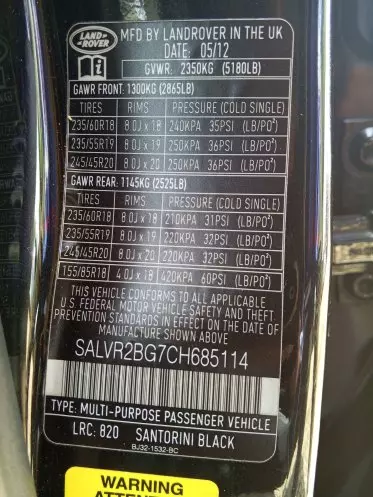 LAND ROVER
MFD BY LANDROVER IN THE UK
DATE: 05/12
GVWR: 2350KG (5180LB)
GAWR FRONT: 1300KG (2865LB)
TIRES RIMS PRESSURE (COLD SINGLE)
235/60R18 8.0J x 18 240KPA 35PSI (LB/PO²)
235/55R19 8.0J x 19 250KPA 36PSI (LB/PO²)
245/45R20 8.0J x 20 250KPA 36PSI (LB/PO²)
GAWR REAR: 1145KG (2525LB)
TIRES RIMS PRESSURE (COLD SINGLE)
235/60R18 8.0J x 18 210KPA 31PSI (LB/PO²)
235/55R19 8.0J x 19 220KPA 32PSI (LB/PO²)
245/45R20 8.0J x 20 220KPA 32PSI (LB/PO²)
155/85R18 4.0J x 18 420KPA 60PSI (LB/PO²)
THIS VEHICLE CONFORMS TO ALL APPLICABLE
U.S. FEDERAL MOTOR VEHICLE SAFETY AND THEFT
PREVENTION STANDARDS IN EFFECT ON THE DATE OF
MANUFACTURE SHOWN ABOVE
SALVR2BG7CH685114
TYPE: MULTI-PURPOSE PASSENGER VEHICLE
LRC: 820 SANTORINI BLACK
BJ32-1532-BC
WARNING